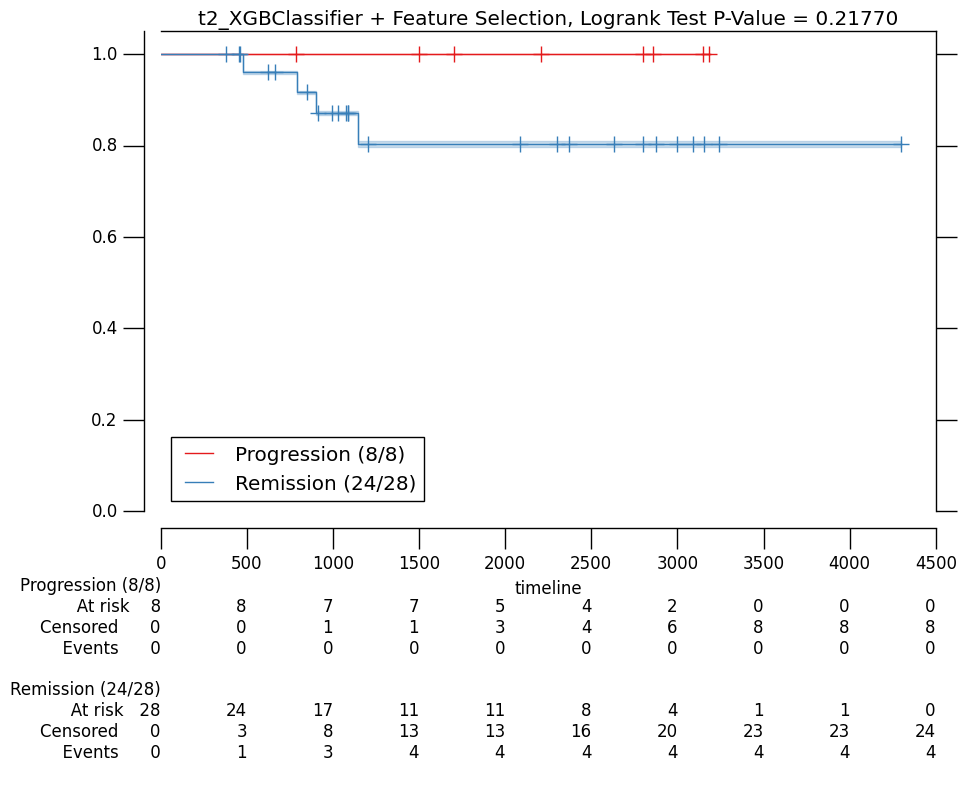 t2_XGBClassifier + Feature Selection, Logrank Test P-Value = 0.21770
1.0
0.8
0.6
0.4
0.2
0.0
Progression (8/8)
Remission (24/28)
0 500 1000 1500 2000 2500 3000 3500 4000 4500
timeline
Progression (8/8)
At risk 8 8 7 7 5 4 2 0 0 0
Censored 0 0 1 1 3 4 6 8 8 8
Events 0 0 0 0 0 0 0 0 0 0
Remission (24/28)
At risk 28 24 17 11 11 8 4 1 1 0
Censored 0 3 8 13 13 16 20 23 23 24
Events 0 1 3 4 4 4 4 4 4 4